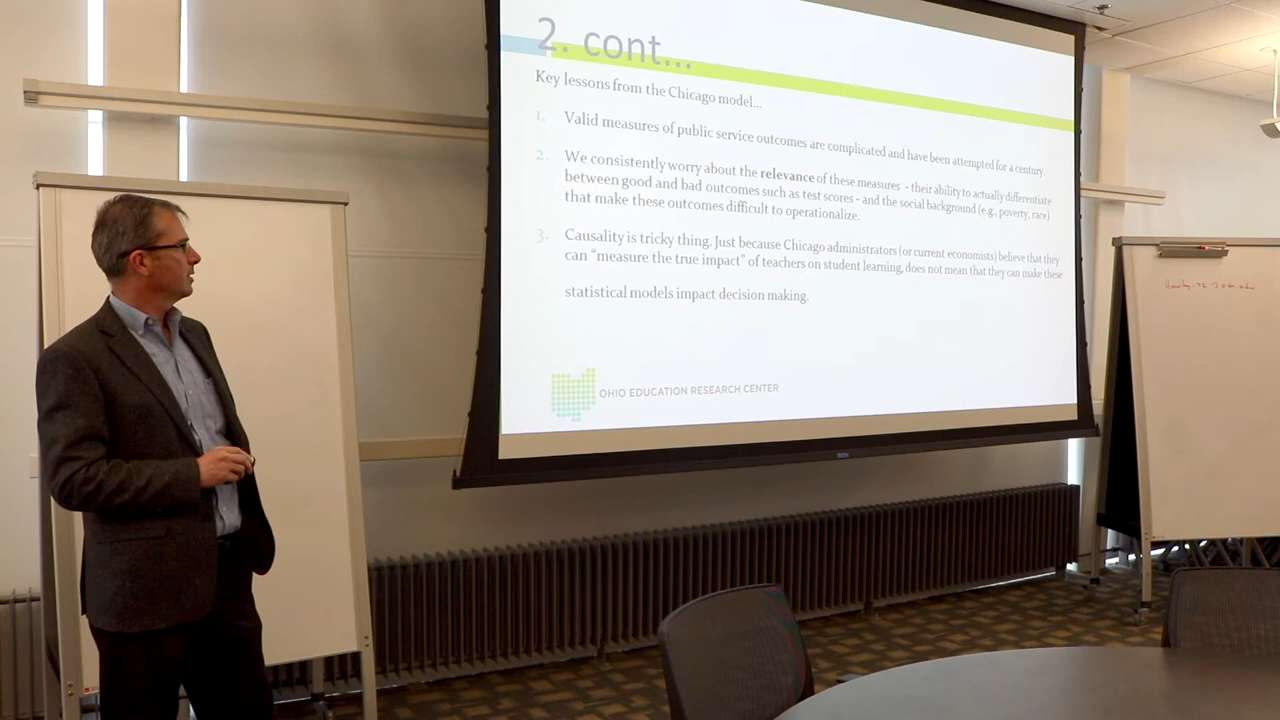 2. cont...
Key lessons from the Chicago model...
1. Valid measures of public service outcomes are complicated and have been attempted for a century.
2. We consistently worry about the relevance of these measures - their ability to actually differentiate
between good and bad outcomes such as test scores - and the social background (e.g., poverty, race)
that make these outcomes difficult to operationalize.
3. Causality is tricky thing. Just because Chicago administrators (or current economists) believe that they
can "measure the true impact" of teachers on student learning, does not mean that they can make these
statistical models impact decision making.
OHIO EDUCATION RESEARCH CENTER